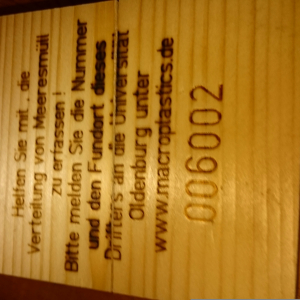 Helfen Sie mit, die
Verteilung von Meeresmüll
zu erfassen!
Bitte melden Sie die Nummer
und den Fundort dieses
Drifters an die Universität
Oldenburg unter
www.macroplastics.de
006002